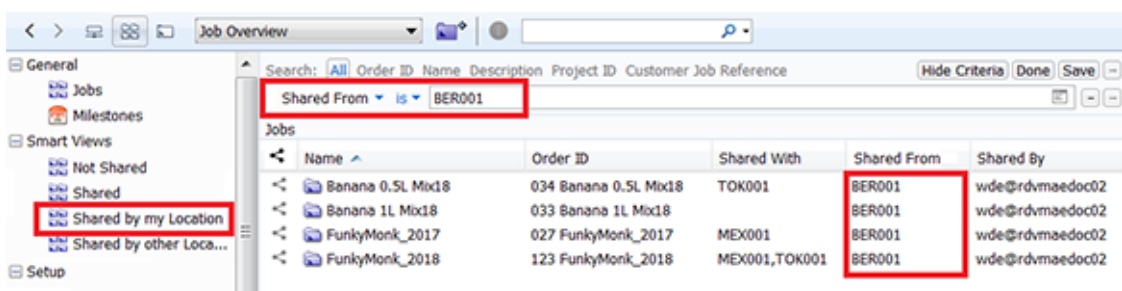 Job Overview
General
Jobs
Milestones
Smart Views
Not Shared
Shared
Shared by my Location
Shared by other Loca...
Setup
Search: All Order ID Name Description Project ID Customer Job Reference Hide Criteria Done Save
Shared From is BER001
Jobs
Name Order ID Shared With Shared From Shared By
Banana 0.5L Mix18 034 Banana 0.5L Mix18 TOK001 BER001 wde@rdvmaedoc02
Banana 1L Mix18 033 Banana 1L Mix18 BER001 wde@rdvmaedoc02
FunkyMonk_2017 027 FunkyMonk_2017 MEX001 BER001 wde@rdvmaedoc02
FunkyMonk_2018 123 FunkyMonk_2018 MEX001,TOK001 BER001 wde@rdvmaedoc02